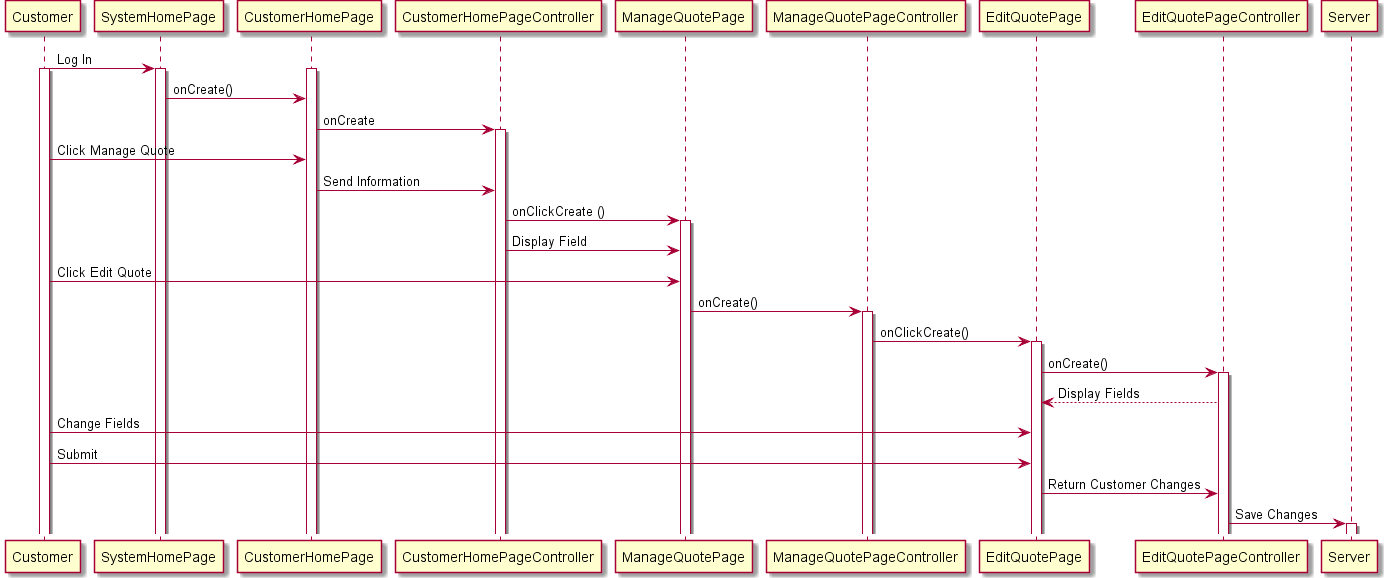 Customer SystemHomePage CustomerHomePage CustomerHomePageController ManageQuotePage ManageQuotePageController EditQuotePage EditQuotePageController Server
Log In
onCreate()
onCreate
Click Manage Quote
Send Information
onClickCreate ()
Display Field
Click Edit Quote
onCreate()
onClickCreate()
onCreate()
Display Fields
Change Fields
Submit
Return Customer Changes
Save Changes
Customer SystemHomePage CustomerHomePage CustomerHomePageController ManageQuotePage ManageQuotePageController EditQuotePage EditQuotePageController Server